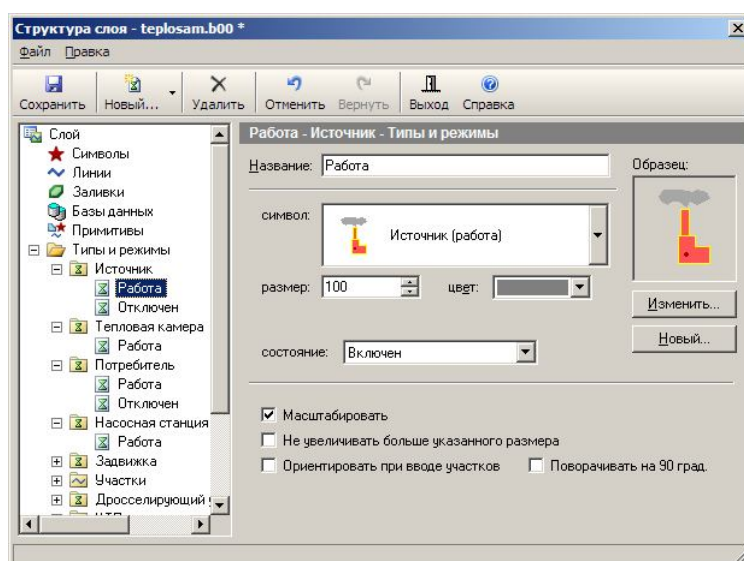 Структура слоя - teplosam.b00 *
Файл Правка
Сохранить Новый... Удалить Отменить Вернуть Выход Справка
Слой
Символы
Линии
Заливки
Базы данных
Примитивы
Типы и режимы
Источник
Работа
Отключен
Тепловая камера
Работа
Потребитель
Работа
Отключен
Насосная станция
Работа
Задвижка
Участки
Дросселирующий
Работа - Источник - Типы и режимы
Название: Работа
Образец:
символ: Источник (работа)
размер: 100 цвет:
Изменить...
Новый...
состояние: Включен
Масштабировать
Не увеличивать больше указанного размера
Ориентировать при вводе участков Поворачивать на 90 град.